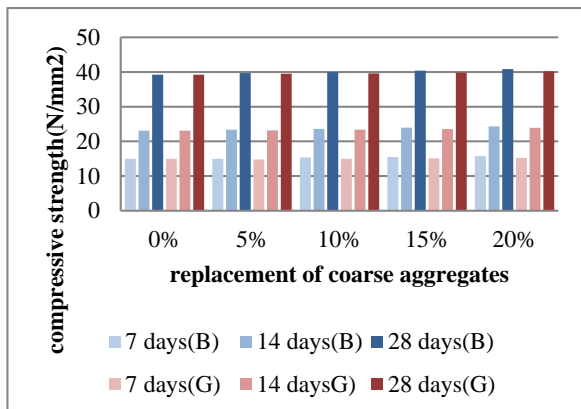 compressive strength(N/mm2)
50
40
30
20
10
0
0% 5% 10% 15% 20%
replacement of coarse aggregates
7 days(B) 14 days(B) 28 days(B)
7 days(G) 14 daysG) 28 days(G)